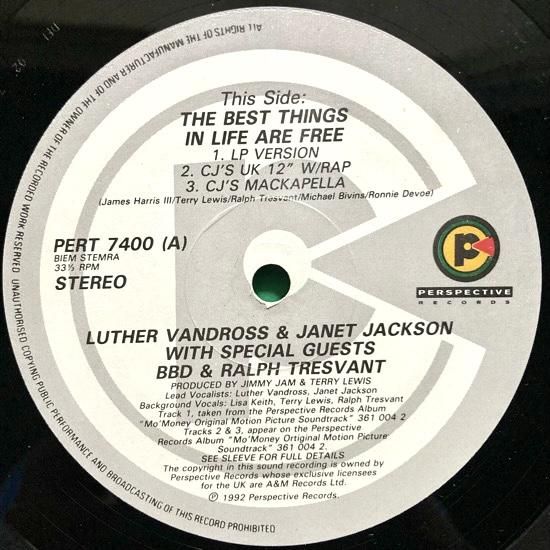 This Side:
THE BEST THINGS
IN LIFE ARE FREE
1. LP VERSION
2. CJ'S UK 12" W/RAP
3. CJ'S MACKAPELLA
(James Harris III/Terry Lewis/Ralph Tresvant/Michael Bivins/Ronnie Devoe)
PERT 7400 (A)
BIEM STEMRA
33⅓ RPM
STEREO
P
PERSPECTIVE
RECORDS
LUTHER VANDROSS & JANET JACKSON
WITH SPECIAL GUESTS
BBD & RALPH TRESVANT
PRODUCED BY JIMMY JAM & TERRY LEWIS
Lead Vocalists: Luther Vandross, Janet Jackson
Background Vocals: Lisa Keith, Terry Lewis, Ralph Tresvant
Track 1, taken from the Perspective Records Album
"Mo'Money Original Motion Picture Soundtrack" 361 004 2
Tracks 2 & 3, appear on the Perspective
Records Album "Mo'Money Original Motion Picture
Soundtrack" 361 004 2.
SEE SLEEVE FOR FULL DETAILS
The copyright in this sound recording is owned by
Perspective Records whose exclusive licensees
for the UK are A&M Records Ltd.
℗ 1992 Perspective Records.
ALL RIGHTS OF THE MANUFACTURER AND OF THE OWNER OF THE RECORDED WORK RESERVED UNAUTHORISED COPYING PUBLIC PERFORMANCE AND BROADCASTING OF THIS RECORD PROHIBITED